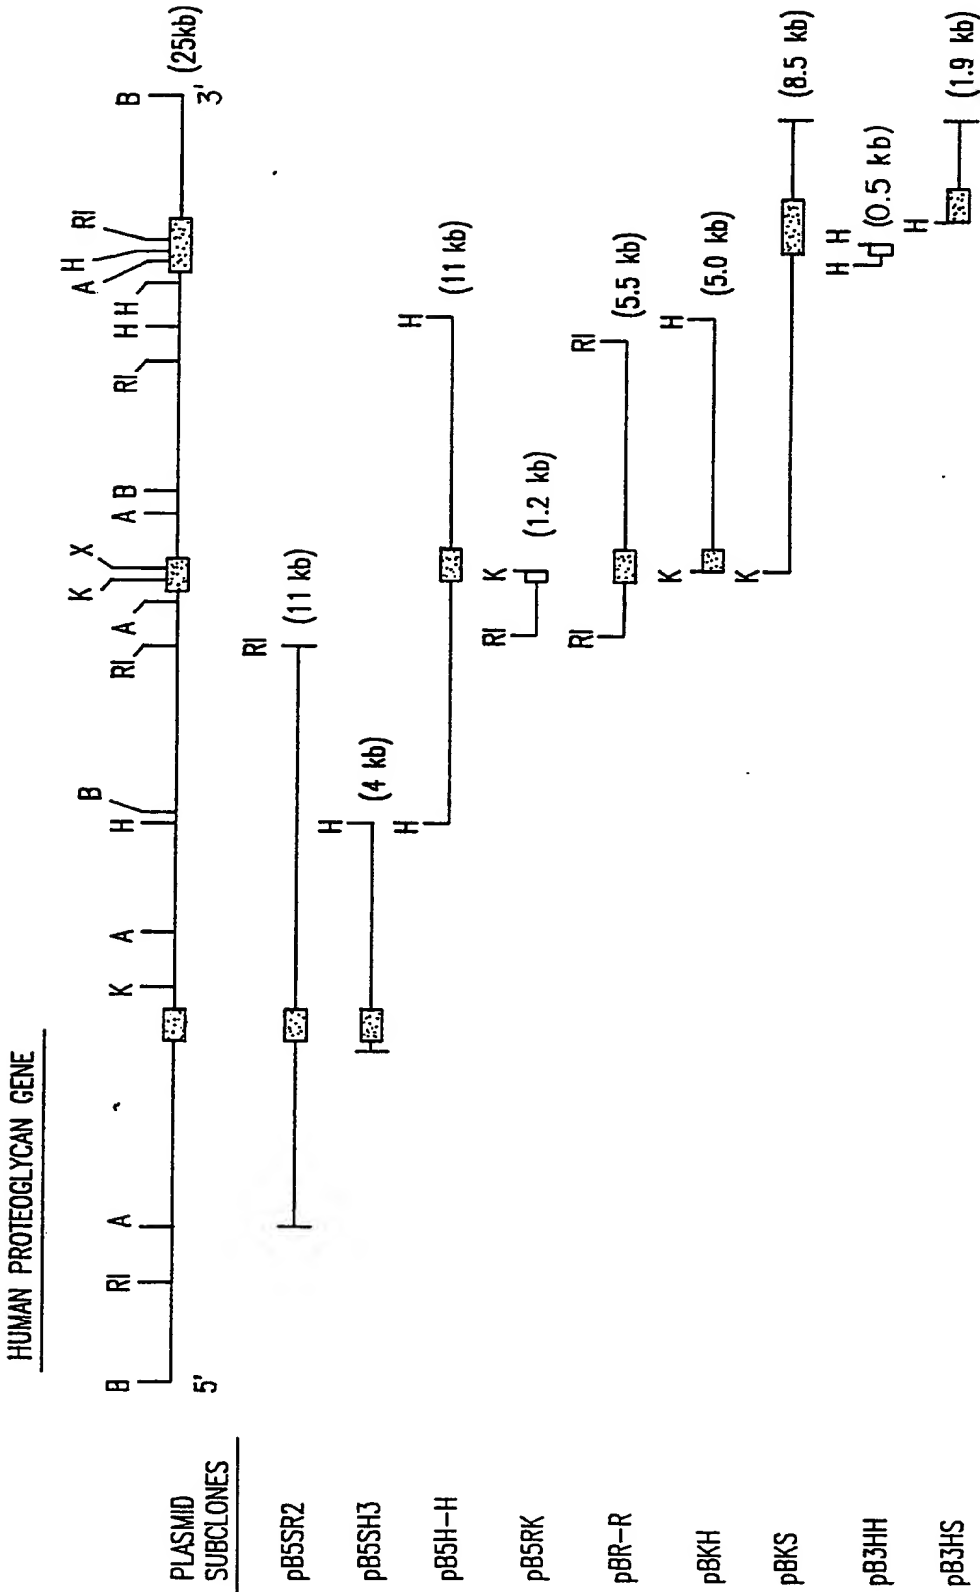 HUMAN PROTEOGLYCAN GENE
B RI A K A H B RI A K X A B RI H H A H RI B
5' 3' (25kb)
PLASMID
SUBCLONES
pB5SR2 RI (11 kb)
pB5SH3 H (4 kb)
pB5H-H H H (11 kb)
pB5RK RI K (1.2 kb)
pBR-R RI RI (5.5 kb)
pBKH K H (5.0 kb)
pBKS K (8.5 kb)
pB3HH H H (0.5 kb)
pB3HS H (1.9 kb)